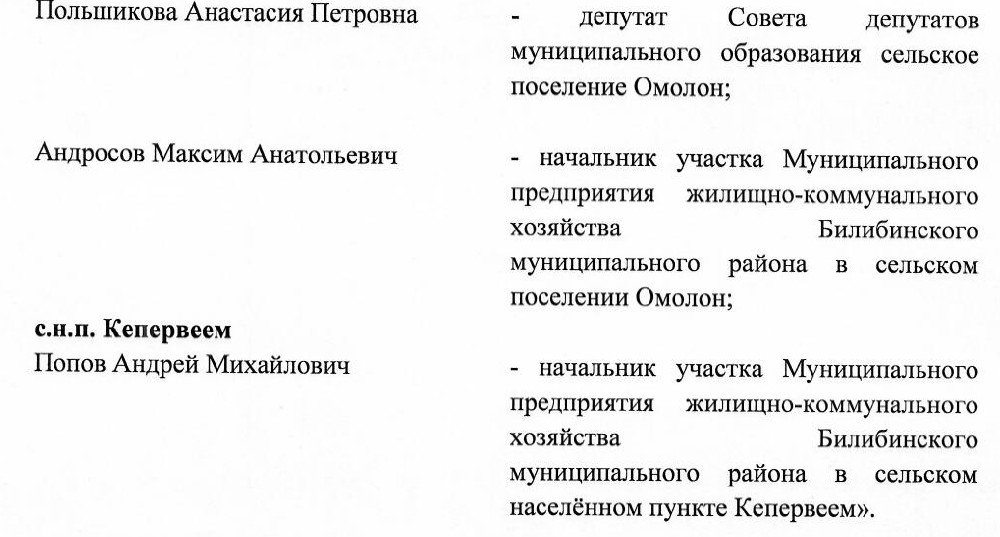 Польшикова Анастасия Петровна
- депутат Совета депутатов
муниципального образования сельское
поселение Омолон;
Андросов Максим Анатольевич
- начальник участка Муниципального
предприятия жилищно-коммунального
хозяйства Билибинского
муниципального района в сельском
поселении Омолон;
с.н.п. Кепервеем
Попов Андрей Михайлович
- начальник участка Муниципального
предприятия жилищно-коммунального
хозяйства Билибинского
муниципального района в сельском
населённом пункте Кепервеем».